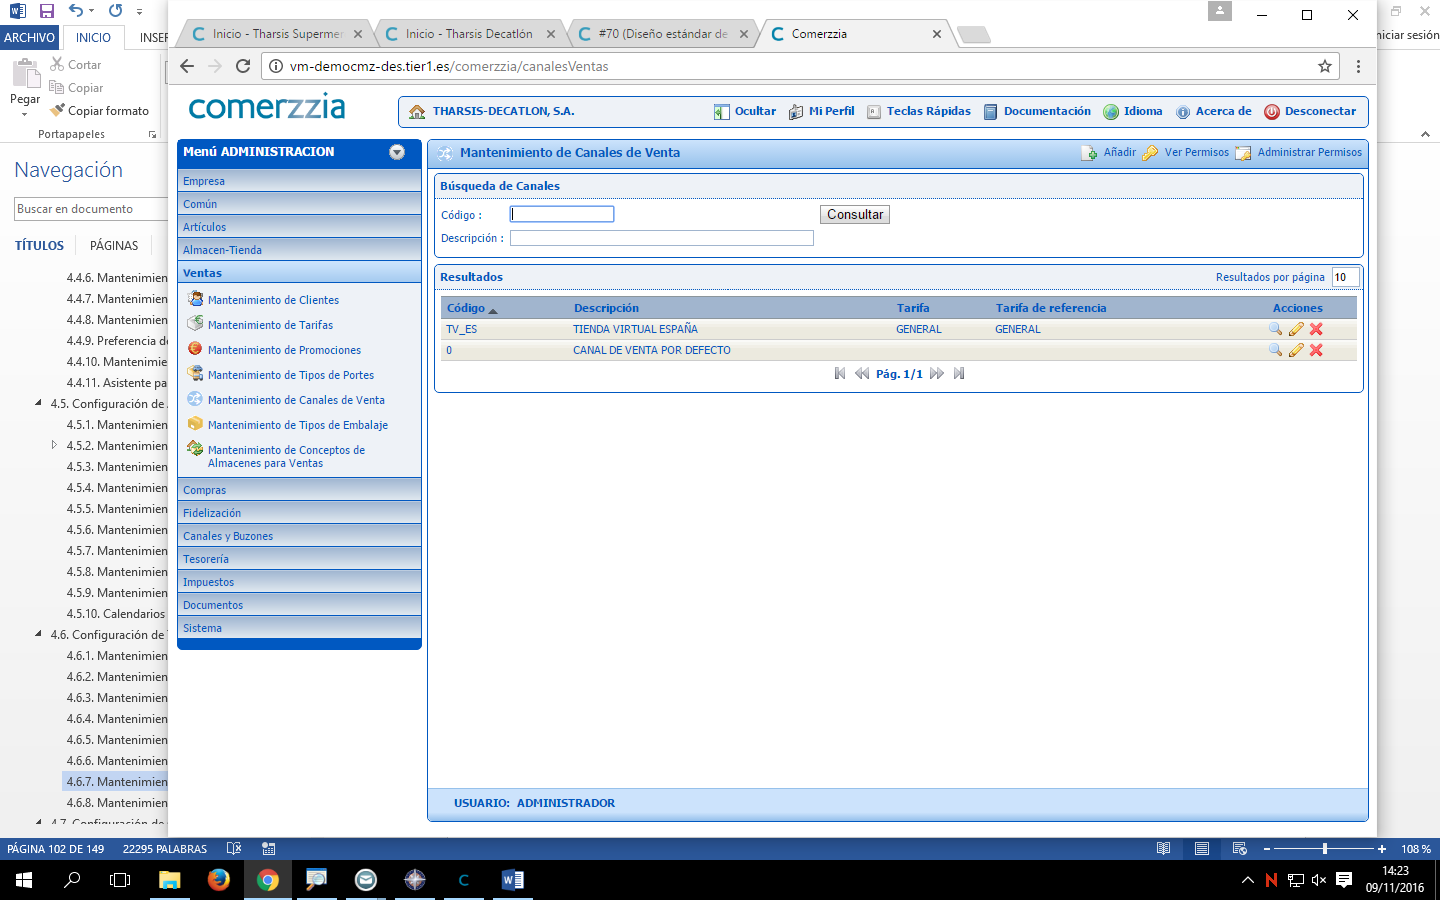 ARCHIVO
INICIO
INSER
Iniciar sesión
Pegar
Cortar
Copiar
Copiar formato
Portapapeles
Navegación
Buscar en documento
TÍTULOS
PÁGINAS
4.4.6. Mantenimien
4.4.7. Mantenimien
4.4.8. Mantenimien
4.4.9. Preferencia de
4.4.10. Mantenimie
4.4.11. Asistente pa
4.5. Configuración de
4.5.1. Mantenimien
4.5.2. Mantenimien
4.5.3. Mantenimien
4.5.4. Mantenimien
4.5.5. Mantenimien
4.5.6. Mantenimien
4.5.7. Mantenimien
4.5.8. Mantenimien
4.5.9. Mantenimien
4.5.10. Calendarios
4.6. Configuración de
4.6.1. Mantenimien
4.6.2. Mantenimien
4.6.3. Mantenimien
4.6.4. Mantenimien
4.6.5. Mantenimien
4.6.6. Mantenimien
4.6.7. Mantenimien
4.6.8. Mantenimien
4.7. Configuración de
Inicio - Tharsis Supermer
Inicio - Tharsis Decatlón
#70 (Diseño estándar de
Comerzzia
vm-democmz-des.tier1.es/comerzzia/canalesVentas
comerzzia
THARSIS-DECATLON, S.A.
Ocultar
Mi Perfil
Teclas Rápidas
Documentación
Idioma
Acerca de
Desconectar
Menú ADMINISTRACION
Empresa
Común
Artículos
Almacen-Tienda
Ventas
Mantenimiento de Clientes
Mantenimiento de Tarifas
Mantenimiento de Promociones
Mantenimiento de Tipos de Portes
Mantenimiento de Canales de Venta
Mantenimiento de Tipos de Embalaje
Mantenimiento de Conceptos de
Almacenes para Ventas
Compras
Fidelización
Canales y Buzones
Tesorería
Impuestos
Documentos
Sistema
Mantenimiento de Canales de Venta
Añadir
Ver Permisos
Administrar Permisos
Búsqueda de Canales
Código :
Consultar
Descripción :
Resultados
Resultados por página 10
Código Descripción Tarifa Tarifa de referencia Acciones
TV_ES TIENDA VIRTUAL ESPAÑA GENERAL GENERAL
0 CANAL DE VENTA POR DEFECTO
Pág. 1/1
USUARIO: ADMINISTRADOR
PÁGINA 102 DE 149
22295 PALABRAS
108 %
14:23
09/11/2016